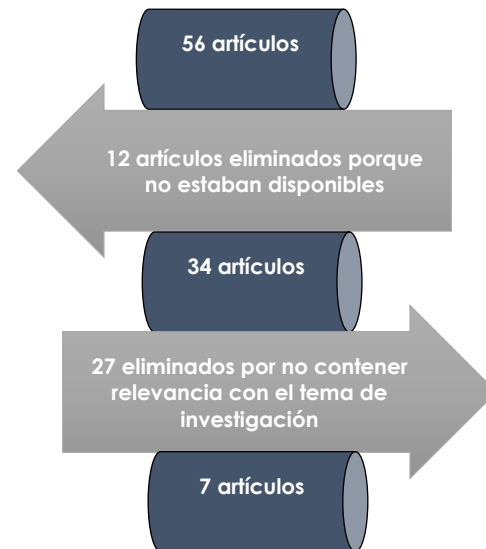 56 artículos
12 artículos eliminados porque
no estaban disponibles
34 artículos
27 eliminados por no contener
relevancia con el tema de
investigación
7 artículos